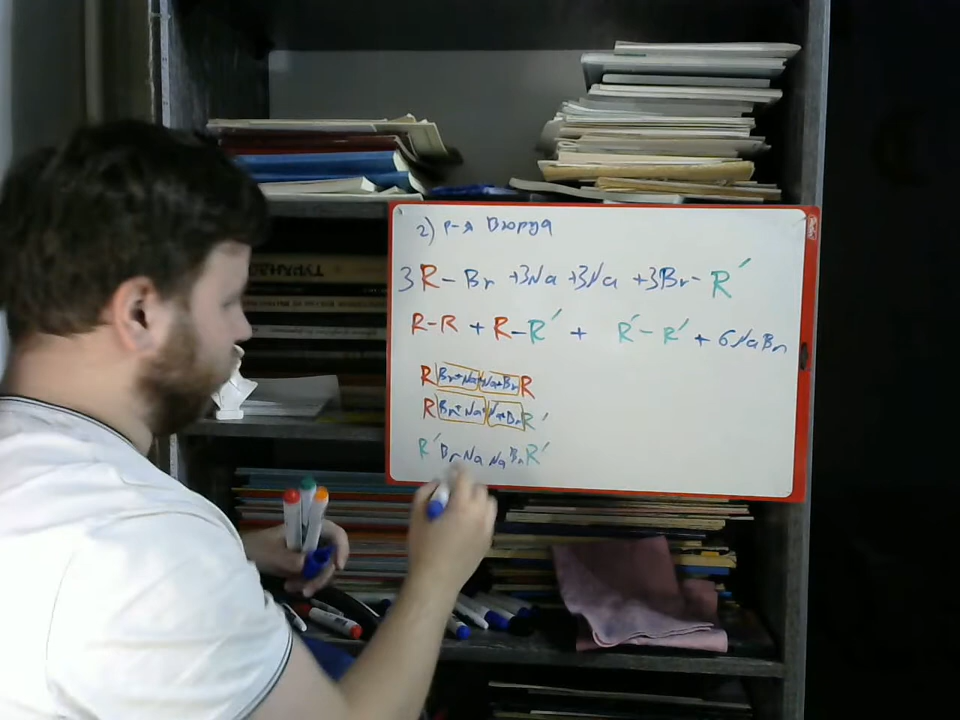 2) р-я Вюрца
3R-Br +3Na +3Na +3Br-R′
R-R + R-R′ + R′-R′ + 6NaBr
R Br+Na+Na+Br R
R Br+Na+Na+Br R′
R′ Br Na Na Br R′